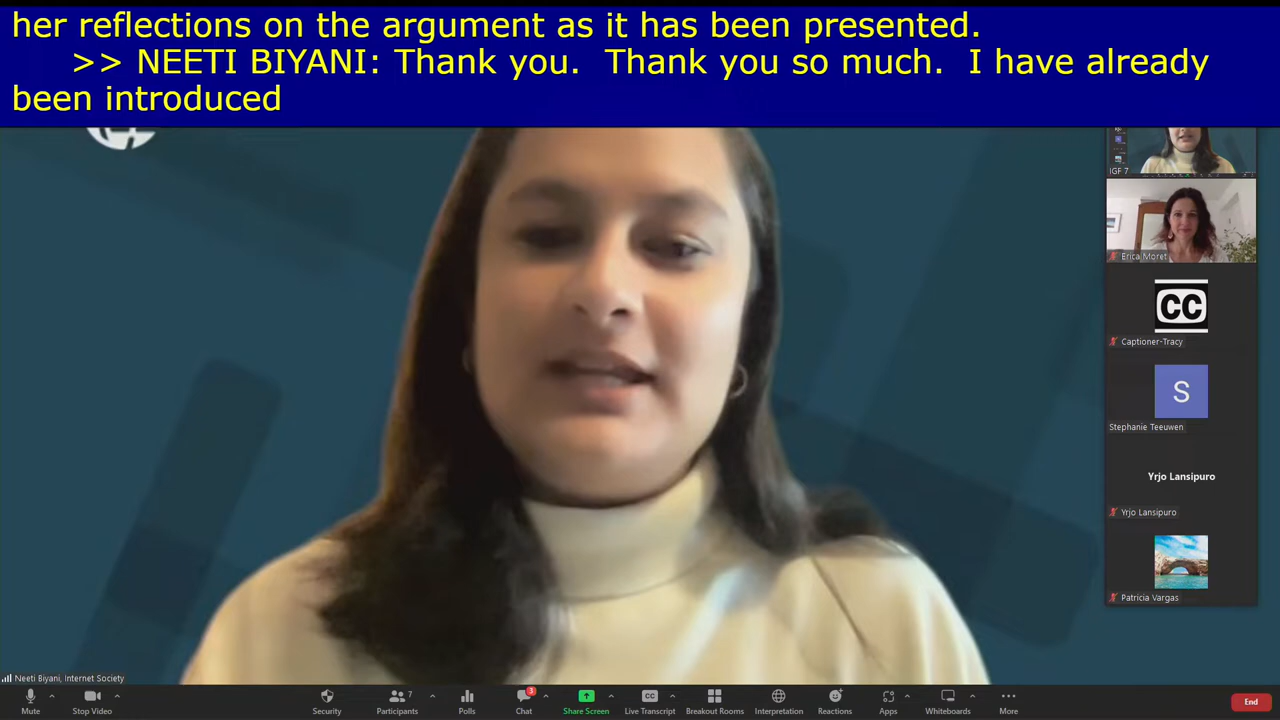 her reflections on the argument as it has been presented.
>> NEETI BIYANI: Thank you. Thank you so much. I have already
been introduced
IGF 7
Erica Moret
CC
Captioner-Tracy
S
Stephanie Teeuwen
Yrjo Lansipuro
Yrjo Lansipuro
Patricia Vargas
Neeti Biyani, Internet Society
Mute
Stop Video
Security
7
Participants
Polls
3
Chat
Share Screen
CC
Live Transcript
Breakout Rooms
Interpretation
Reactions
Apps
Whiteboards
More
End